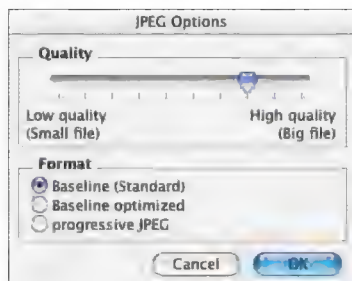 JPEG Options
Quality
Low quality
(Small file)
High quality
(Big file)
Format
Baseline (Standard)
Baseline optimized
progressive JPEG
Cancel
OK